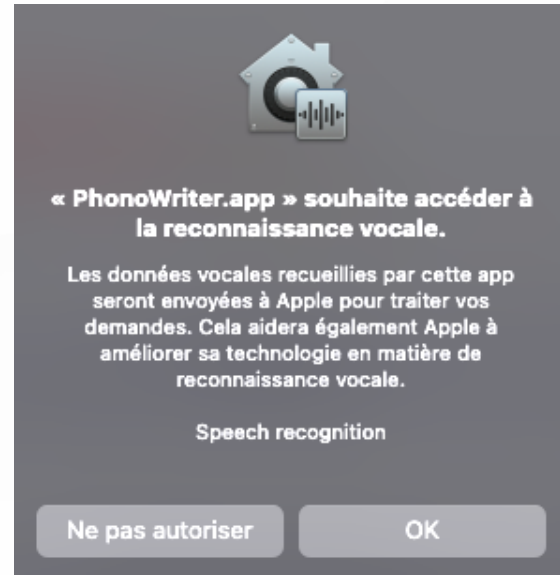 « PhonoWriter.app » souhaite accéder à
la reconnaissance vocale.
Les données vocales recueillies par cette app
seront envoyées à Apple pour traiter vos
demandes. Cela aidera également Apple à
améliorer sa technologie en matière de
reconnaissance vocale.
Speech recognition
Ne pas autoriser
OK